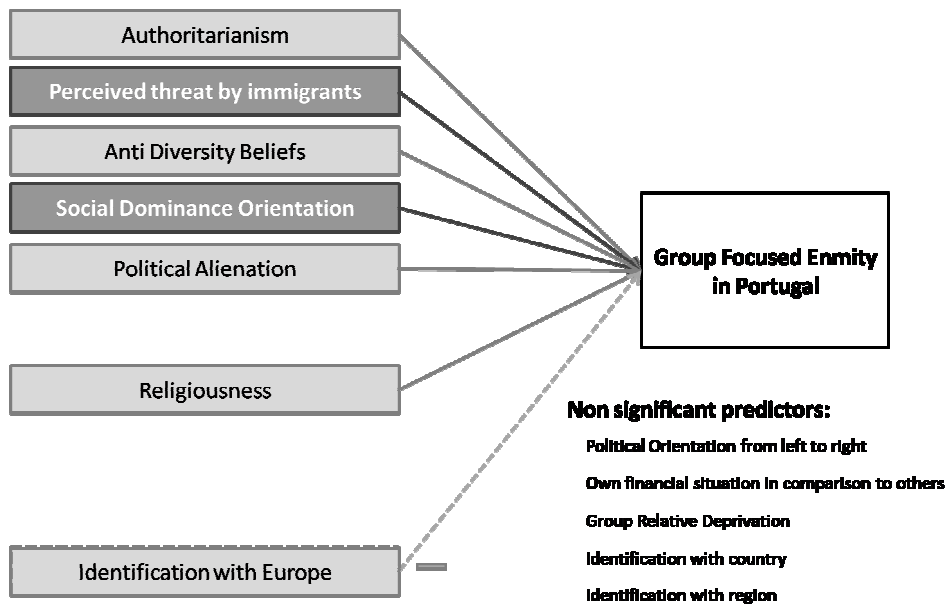 Authoritarianism
Perceived threat by immigrants
Anti Diversity Beliefs
Social Dominance Orientation
Political Alienation
Religiousness
Identification with Europe
Group Focused Enmity
in Portugal
Non significant predictors:
Political Orientation from left to right
Own financial situation in comparison to others
Group Relative Deprivation
Identification with country
Identification with region